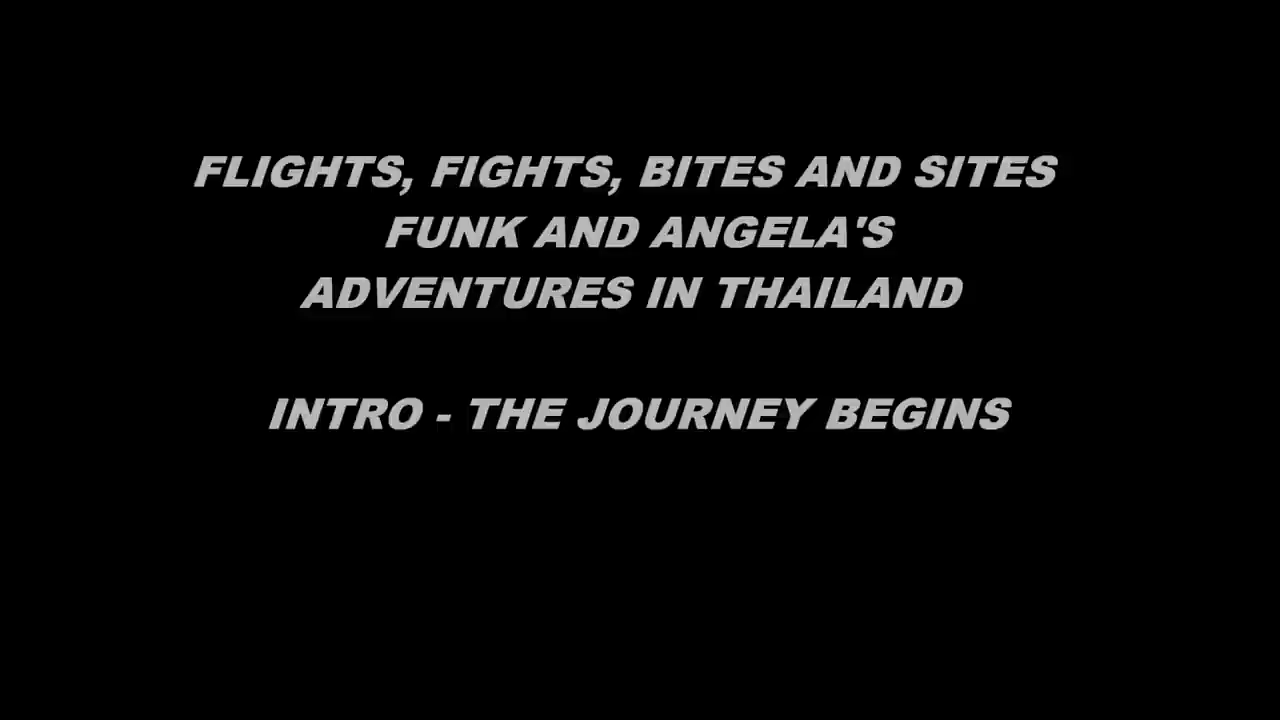 FLIGHTS, FIGHTS, BITES AND SITES
FUNK AND ANGELA'S
ADVENTURES IN THAILAND
INTRO - THE JOURNEY BEGINS